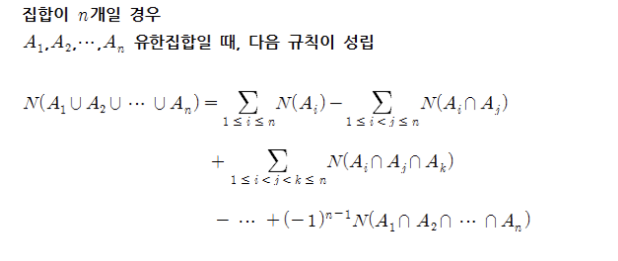 집합이 n개일 경우
A₁,A₂,⋯,Aₙ 유한집합일 때, 다음 규칙이 성립
N(A₁∪A₂∪ ⋯ ∪Aₙ) = ∑_{1≤i≤n} N(Aᵢ) − ∑_{1≤i<j≤n} N(Aᵢ∩Aⱼ)
+ ∑_{1≤i<j<k≤n} N(Aᵢ∩Aⱼ∩Aₖ)
− ⋯ +(−1)ⁿ⁻¹N(A₁∩A₂∩ ⋯ ∩Aₙ)